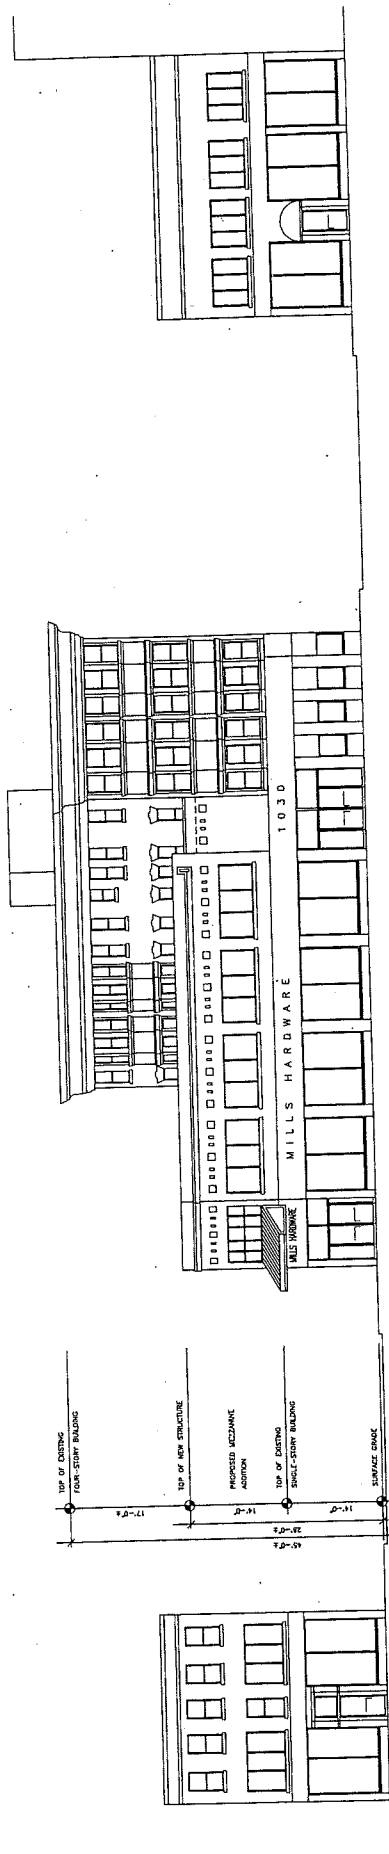 1030
MILLS HARDWARE
MILLS HARDWARE
TOP OF EXISTING
FOUR-STORY BUILDING
TOP OF NEW STRUCTURE
PROPOSED MEZZANINE
ADDITION
TOP OF EXISTING
SINGLE-STORY BUILDING
SURFACE GRADE
17'-0"±
14'-0"
14'-0"
28'-0"±
45'-0"±